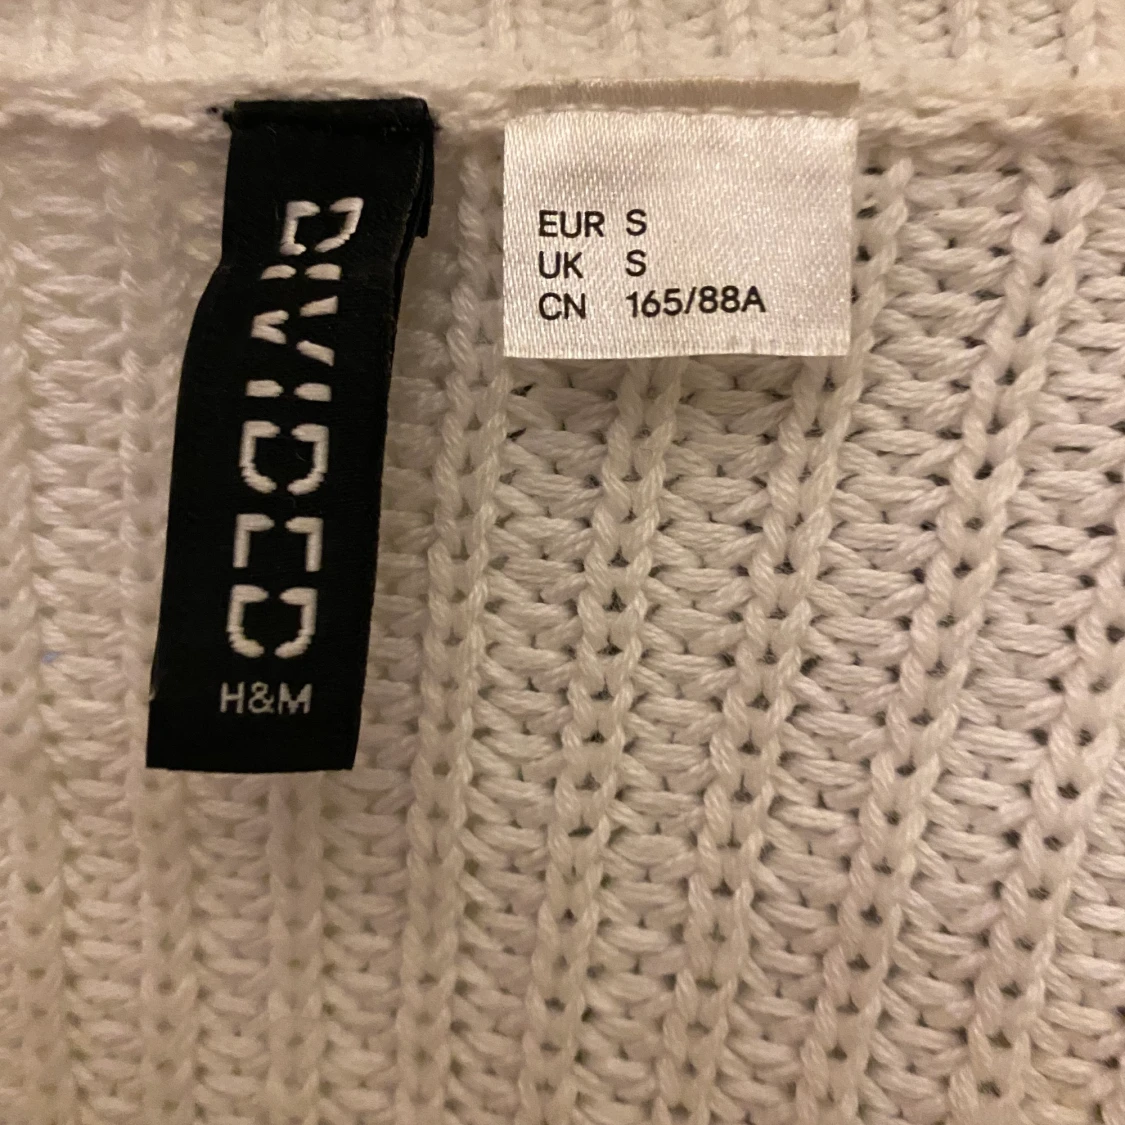 DIVIDED
H&M
EUR S
UK S
CN 165/88A